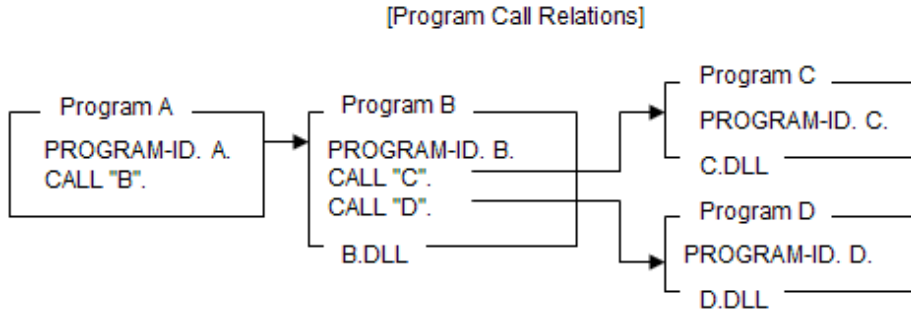 [Program Call Relations]
Program A
PROGRAM-ID. A.
CALL "B".
Program B
PROGRAM-ID. B.
CALL "C".
CALL "D".
B.DLL
Program C
PROGRAM-ID. C.
C.DLL
Program D
PROGRAM-ID. D.
D.DLL